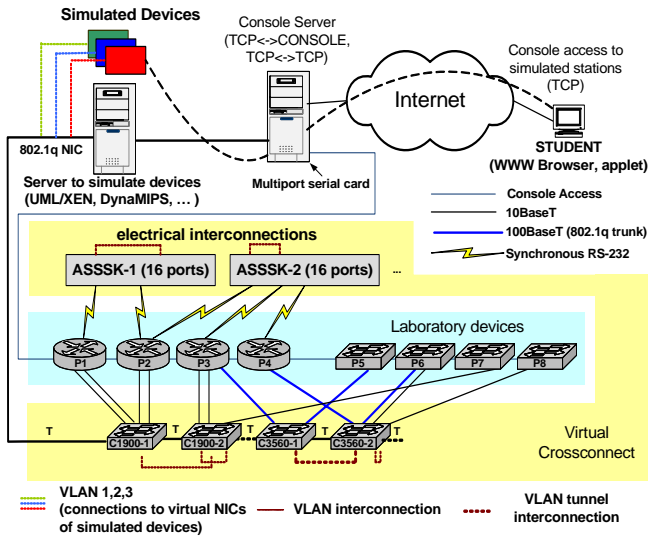 Simulated Devices
Console Server
(TCP<->CONSOLE,
TCP<->TCP)
Console access to
simulated stations
(TCP)
Internet
802.1q NIC
STUDENT
(WWW Browser, applet)
Server to simulate devices
(UML/XEN, DynaMIPS, ... )
Multiport serial card
Console Access
10BaseT
100BaseT (802.1q trunk)
Synchronous RS-232
electrical interconnections
ASSSK-1 (16 ports)
ASSSK-2 (16 ports)
...
Laboratory devices
P1
P2
P3
P4
P5
P6
P7
P8
T
T
T
T
T
C1900-1
C1900-2
C3560-1
C3560-2
Virtual
Crossconnect
VLAN 1,2,3
(connections to virtual NICs
of simulated devices)
VLAN interconnection
VLAN tunnel
interconnection